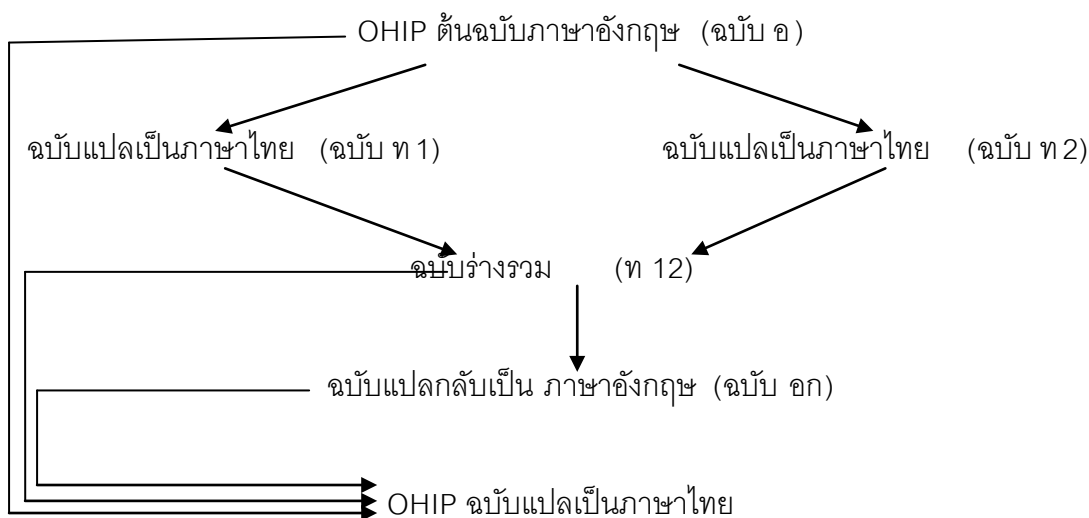 OHIP ต้นฉบับภาษาอังกฤษ (ฉบับ อ)
ฉบับแปลเป็นภาษาไทย (ฉบับ ท 1) ฉบับแปลเป็นภาษาไทย (ฉบับ ท 2)
ฉบับร่างรวม (ท 12)
ฉบับแปลกลับเป็น ภาษาอังกฤษ (ฉบับ อก)
OHIP ฉบับแปลเป็นภาษาไทย